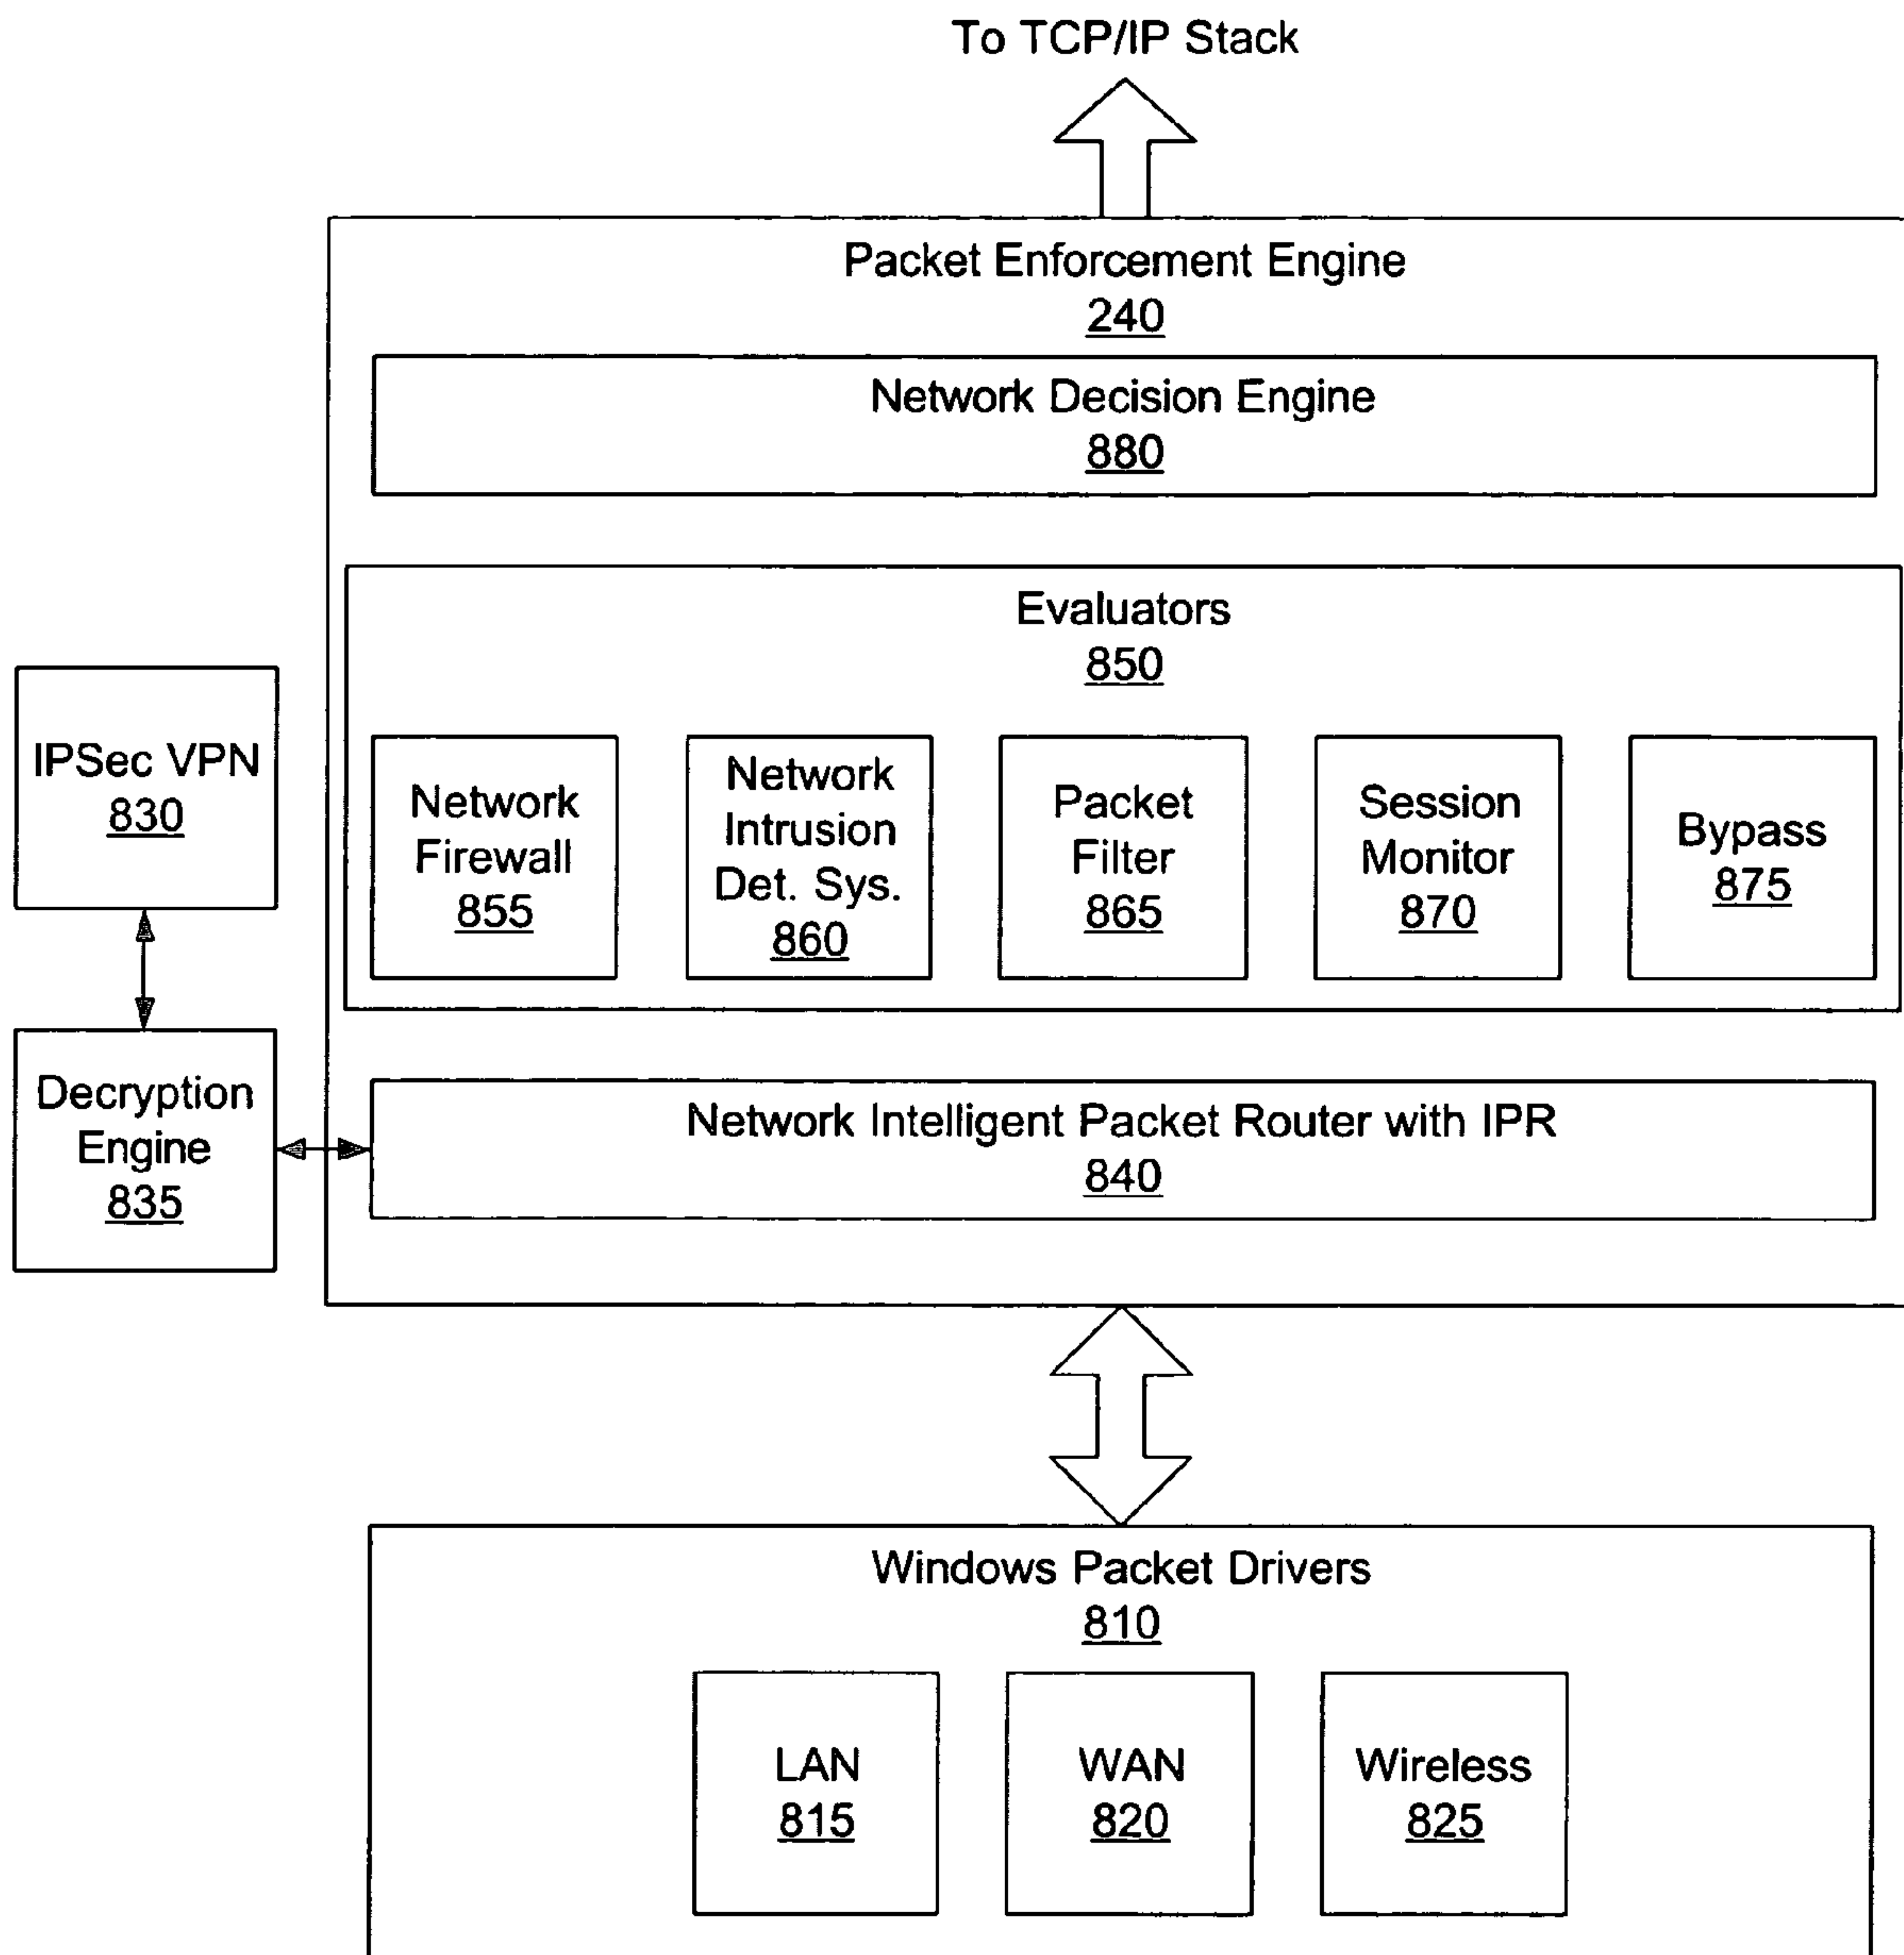 To TCP/IP Stack
Packet Enforcement Engine
240
Network Decision Engine
880
Evaluators
850
Network
Firewall
855
Network
Intrusion
Det. Sys.
860
Packet
Filter
865
Session
Monitor
870
Bypass
875
IPSec VPN
830
Decryption
Engine
835
Network Intelligent Packet Router with IPR
840
Windows Packet Drivers
810
LAN
815
WAN
820
Wireless
825